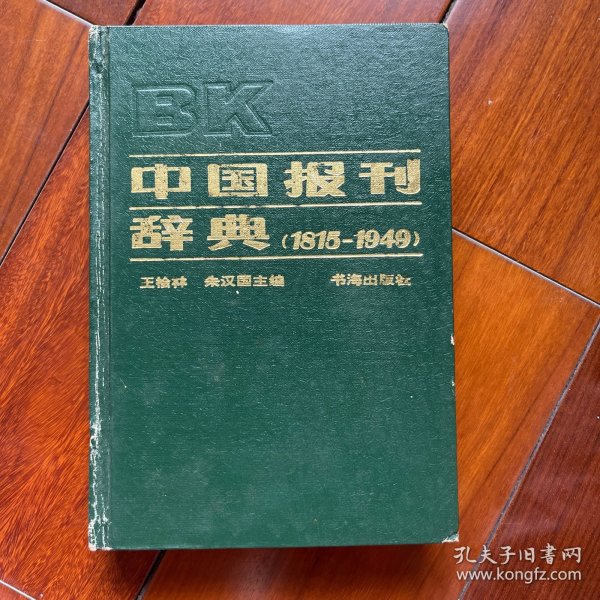 BK
中国报刊
辞典（1815-1949）
王桧林 朱汉国主编 书海出版社
孔夫子旧書网
www.kongfz.com